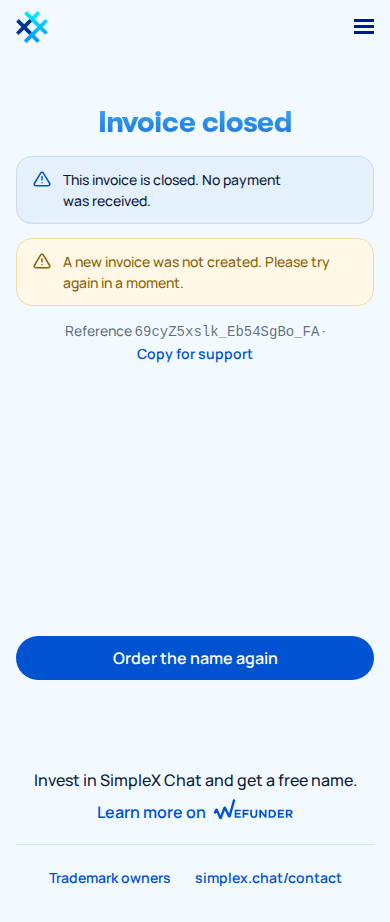 Invoice closed
This invoice is closed. No payment
was received.
A new invoice was not created. Please try
again in a moment.
Reference 69cyZ5xslk_Eb54SgBo_FA ·
Copy for support
Order the name again
Invest in SimpleX Chat and get a free name.
Learn more on WEFUNDER
Trademark owners simplex.chat/contact